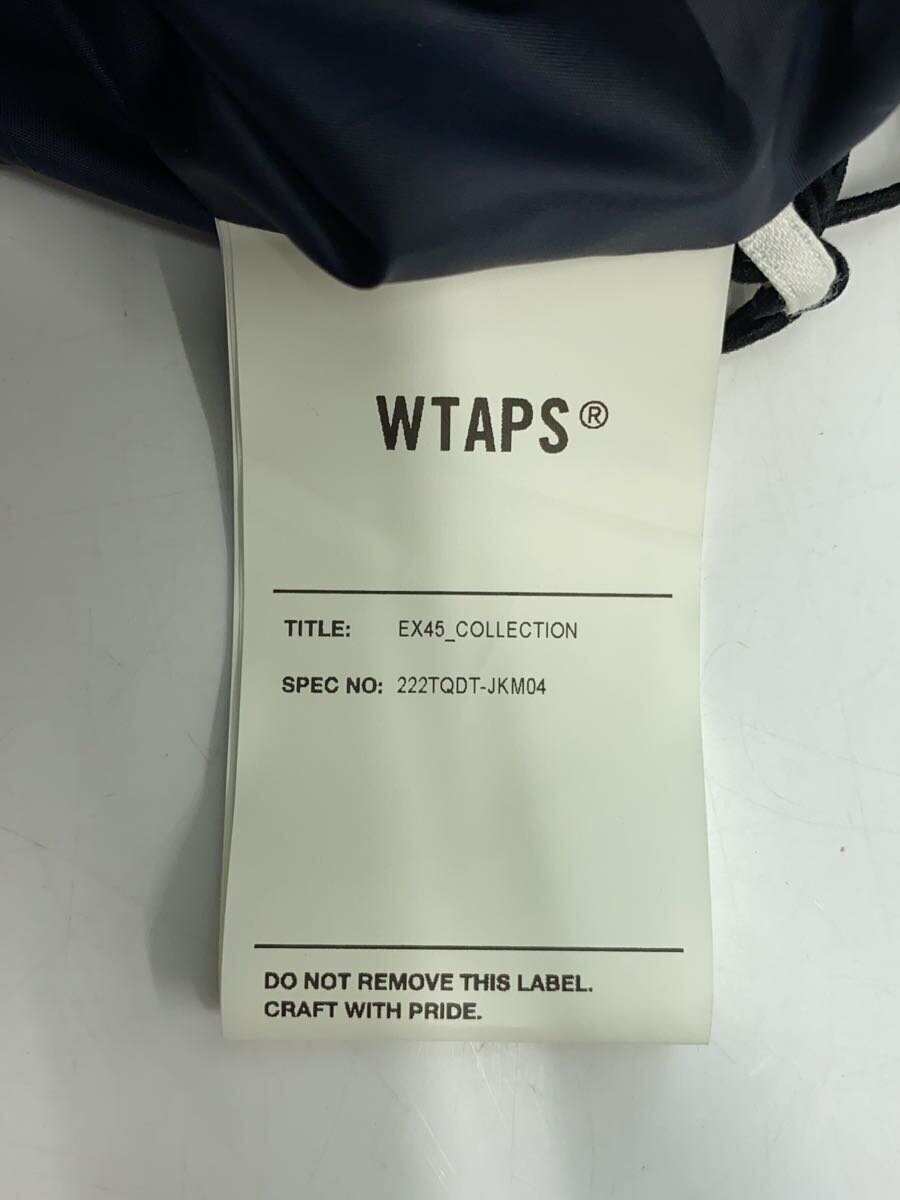 WTAPS®
TITLE: EX45_COLLECTION
SPEC NO: 222TQDT-JKM04
DO NOT REMOVE THIS LABEL.
CRAFT WITH PRIDE.